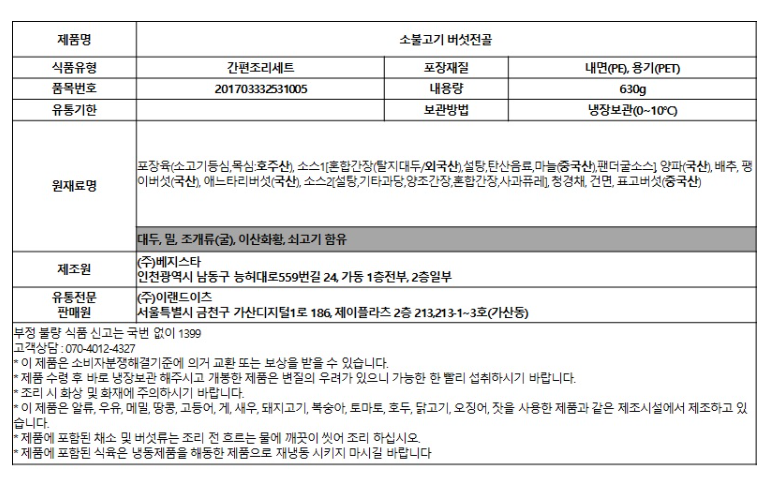 제품명 소불고기 버섯전골
식품유형 간편조리세트 포장재질 내면(PE), 용기(PET)
품목번호 201703332531005 내용량 630g
유통기한 보관방법 냉장보관(0~10℃)
원재료명
포장육(소고기등심,목심:호주산), 소스1[혼합간장(탈지대두/외국산),설탕,탄산음료,마늘(중국산),팬더굴소스], 양파(국산), 배추, 팽
이버섯(국산), 애느타리버섯(국산), 소스2[설탕,기타과당,양조간장,혼합간장,사과퓨레], 청경채, 건면, 표고버섯(중국산)
대두, 밀, 조개류(굴), 이산화황, 쇠고기 함유
제조원
(주)베지스타
인천광역시 남동구 능허대로559번길 24, 가동 1층전부, 2층일부
유통전문
판매원
(주)이랜드이츠
서울특별시 금천구 가산디지털1로 186, 제이플라츠 2층 213,213-1~3호(가산동)
부정 불량 식품 신고는 국번 없이 1399
고객상담 : 070-4012-4327
* 이 제품은 소비자분쟁해결기준에 의거 교환 또는 보상을 받을 수 있습니다.
* 제품 수령 후 바로 냉장보관 해주시고 개봉한 제품은 변질의 우려가 있으니 가능한 한 빨리 섭취하시기 바랍니다.
* 조리 시 화상 및 화재에 주의하시기 바랍니다.
* 이 제품은 알류, 우유, 메밀, 땅콩, 고등어, 게, 새우, 돼지고기, 복숭아, 토마토, 호두, 닭고기, 오징어, 잣을 사용한 제품과 같은 제조시설에서 제조하고 있
습니다.
* 제품에 포함된 채소 및 버섯류는 조리 전 흐르는 물에 깨끗이 씻어 조리 하십시오.
* 제품에 포함된 식육은 냉동제품을 해동한 제품으로 재냉동 시키지 마시길 바랍니다